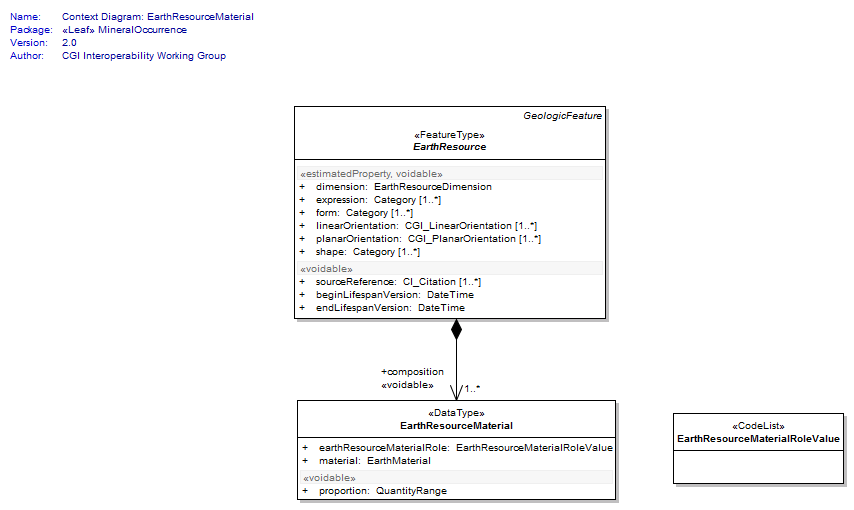 Name: Context Diagram: EarthResourceMaterial
Package: «Leaf» MineralOccurrence
Version: 2.0
Author: CGI Interoperability Working Group
GeologicFeature
«FeatureType»
EarthResource
«estimatedProperty, voidable»
+ dimension: EarthResourceDimension
+ expression: Category [1..*]
+ form: Category [1..*]
+ linearOrientation: CGI_LinearOrientation [1..*]
+ planarOrientation: CGI_PlanarOrientation [1..*]
+ shape: Category [1..*]
«voidable»
+ sourceReference: CI_Citation [1..*]
+ beginLifespanVersion: DateTime
+ endLifespanVersion: DateTime
+composition
«voidable» 1..*
«DataType»
EarthResourceMaterial
+ earthResourceMaterialRole: EarthResourceMaterialRoleValue
+ material: EarthMaterial
«voidable»
+ proportion: QuantityRange
«CodeList»
EarthResourceMaterialRoleValue